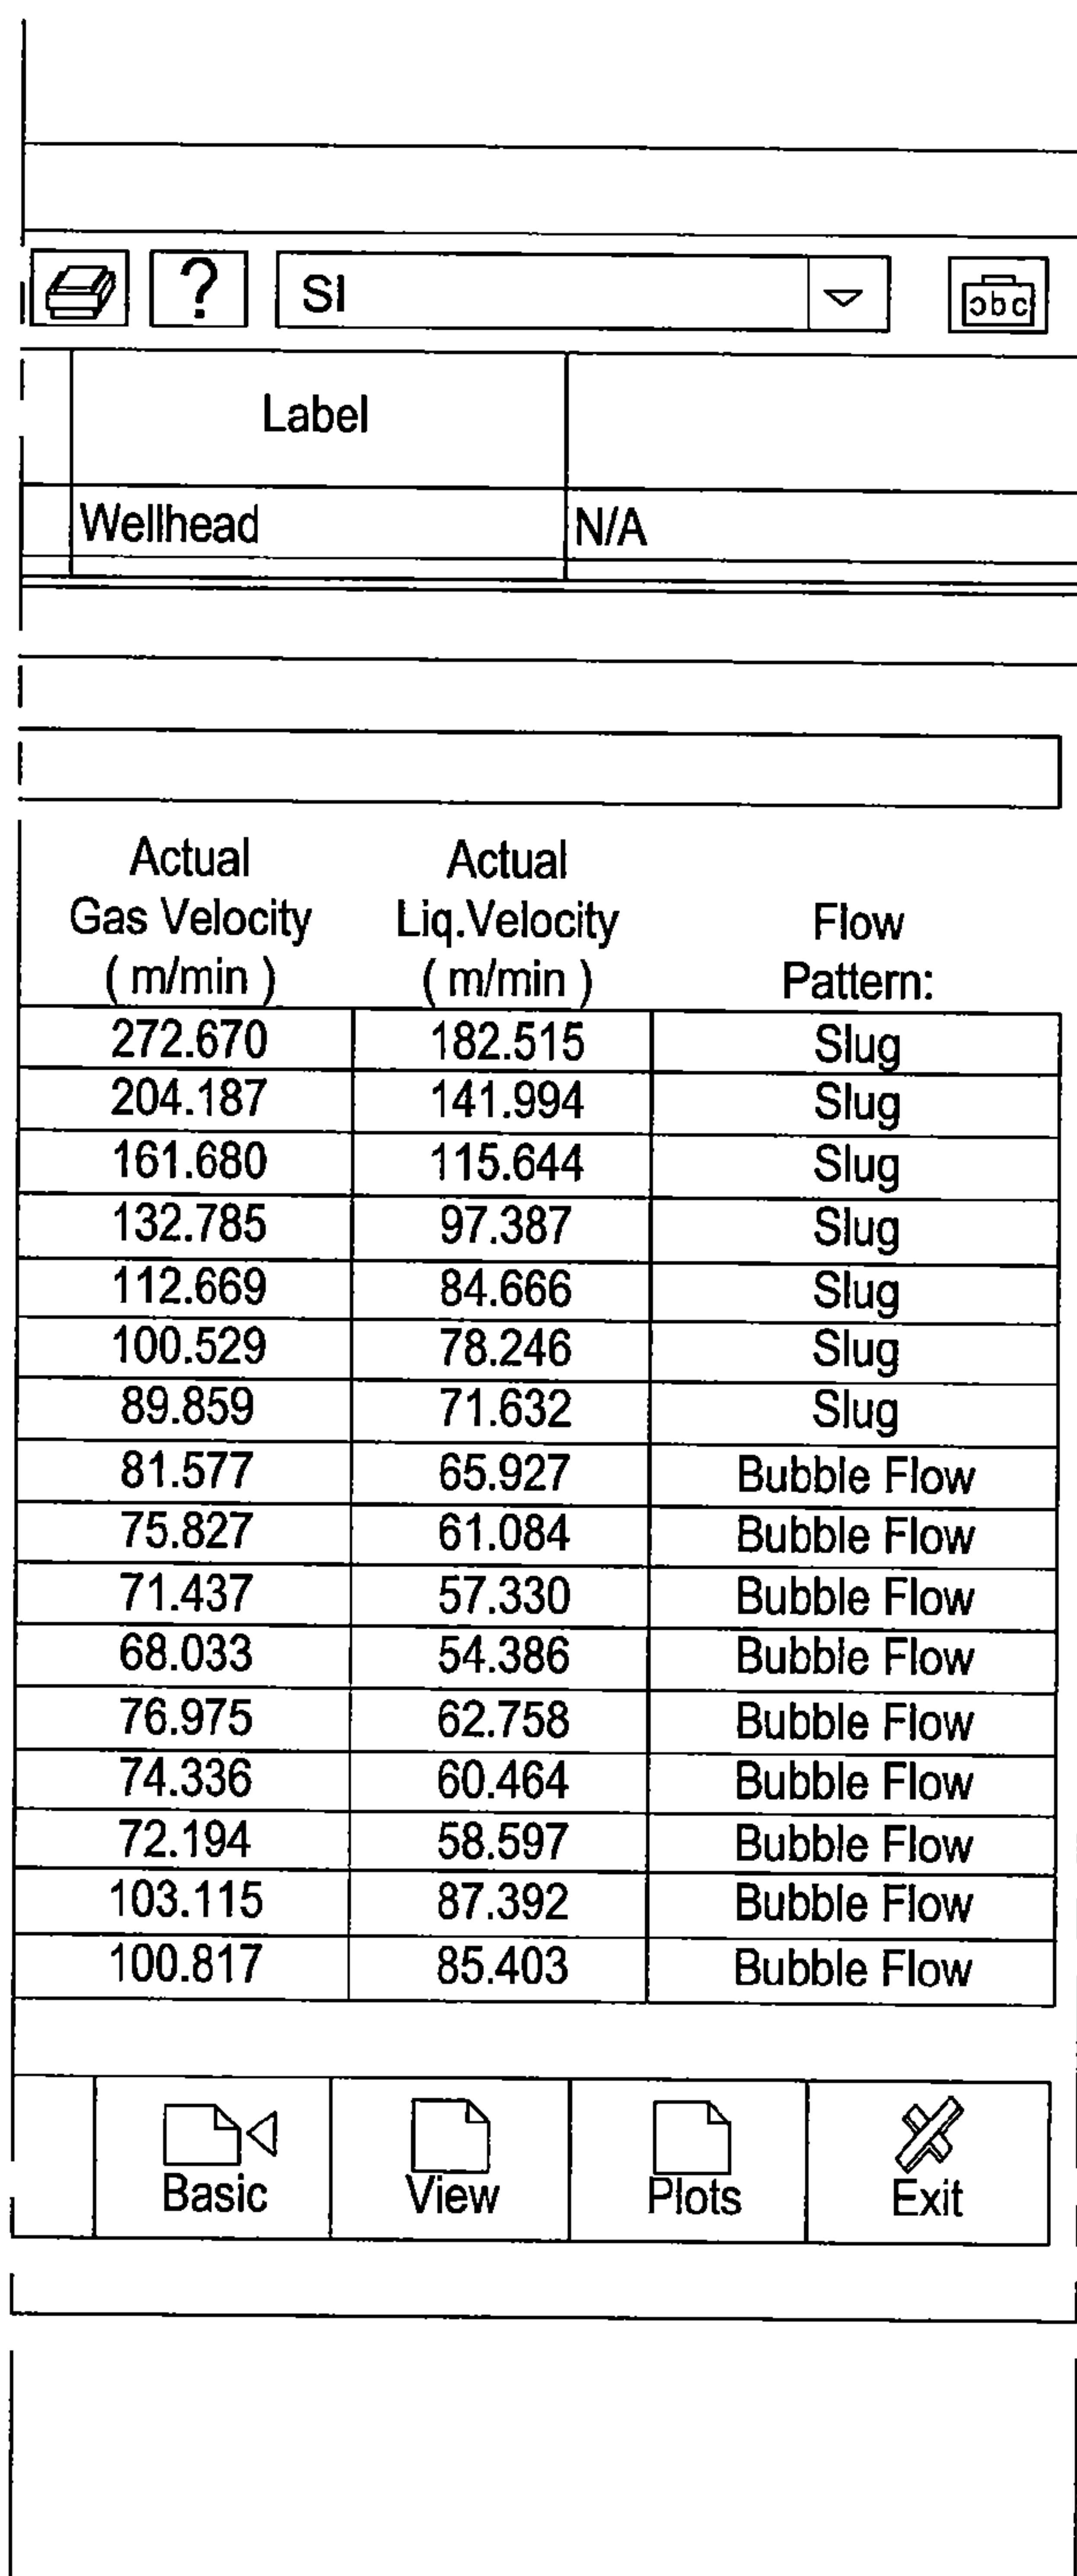 ? SI ɔbc
Label
Wellhead N/A
Actual Actual
Gas Velocity Liq.Velocity Flow
( m/min ) ( m/min ) Pattern:
272.670 182.515 Slug
204.187 141.994 Slug
161.680 115.644 Slug
132.785 97.387 Slug
112.669 84.666 Slug
100.529 78.246 Slug
89.859 71.632 Slug
81.577 65.927 Bubble Flow
75.827 61.084 Bubble Flow
71.437 57.330 Bubble Flow
68.033 54.386 Bubble Flow
76.975 62.758 Bubble Flow
74.336 60.464 Bubble Flow
72.194 58.597 Bubble Flow
103.115 87.392 Bubble Flow
100.817 85.403 Bubble Flow
Basic View Plots Exit